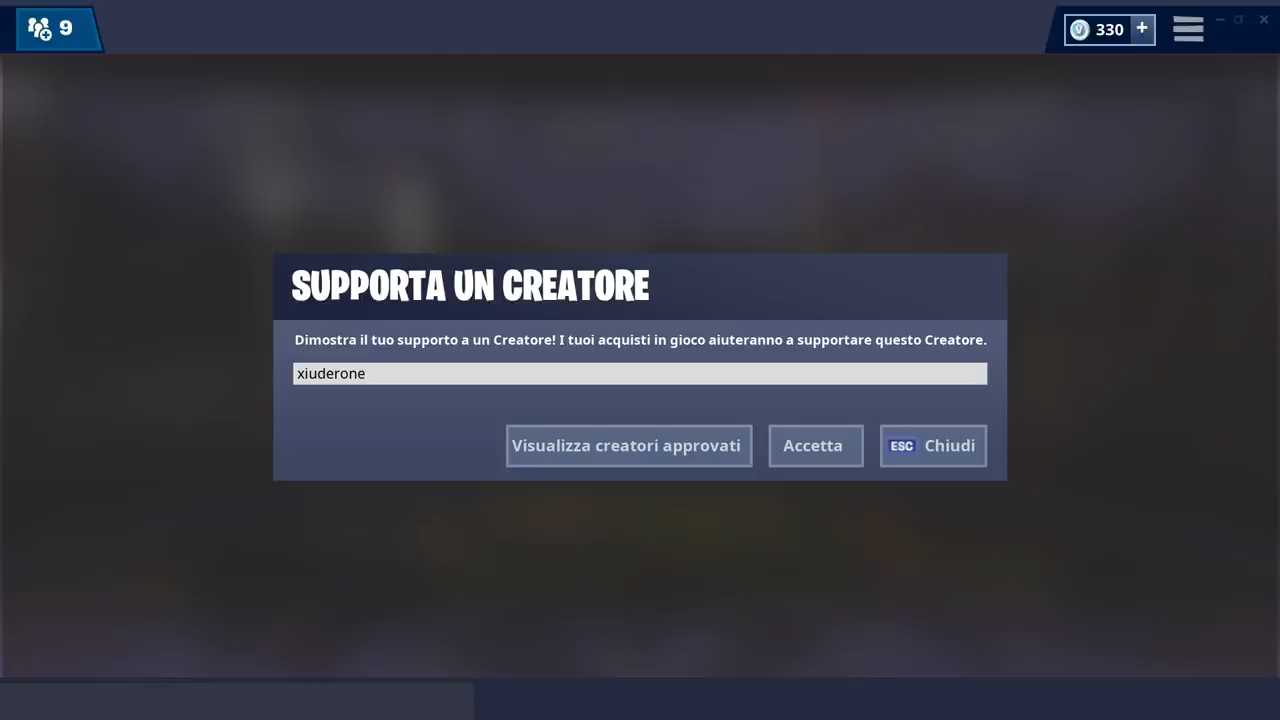 9
330 +
SUPPORTA UN CREATORE
Dimostra il tuo supporto a un Creatore! I tuoi acquisti in gioco aiuteranno a supportare questo Creatore.
xiuderone
Visualizza creatori approvati
Accetta
ESC Chiudi